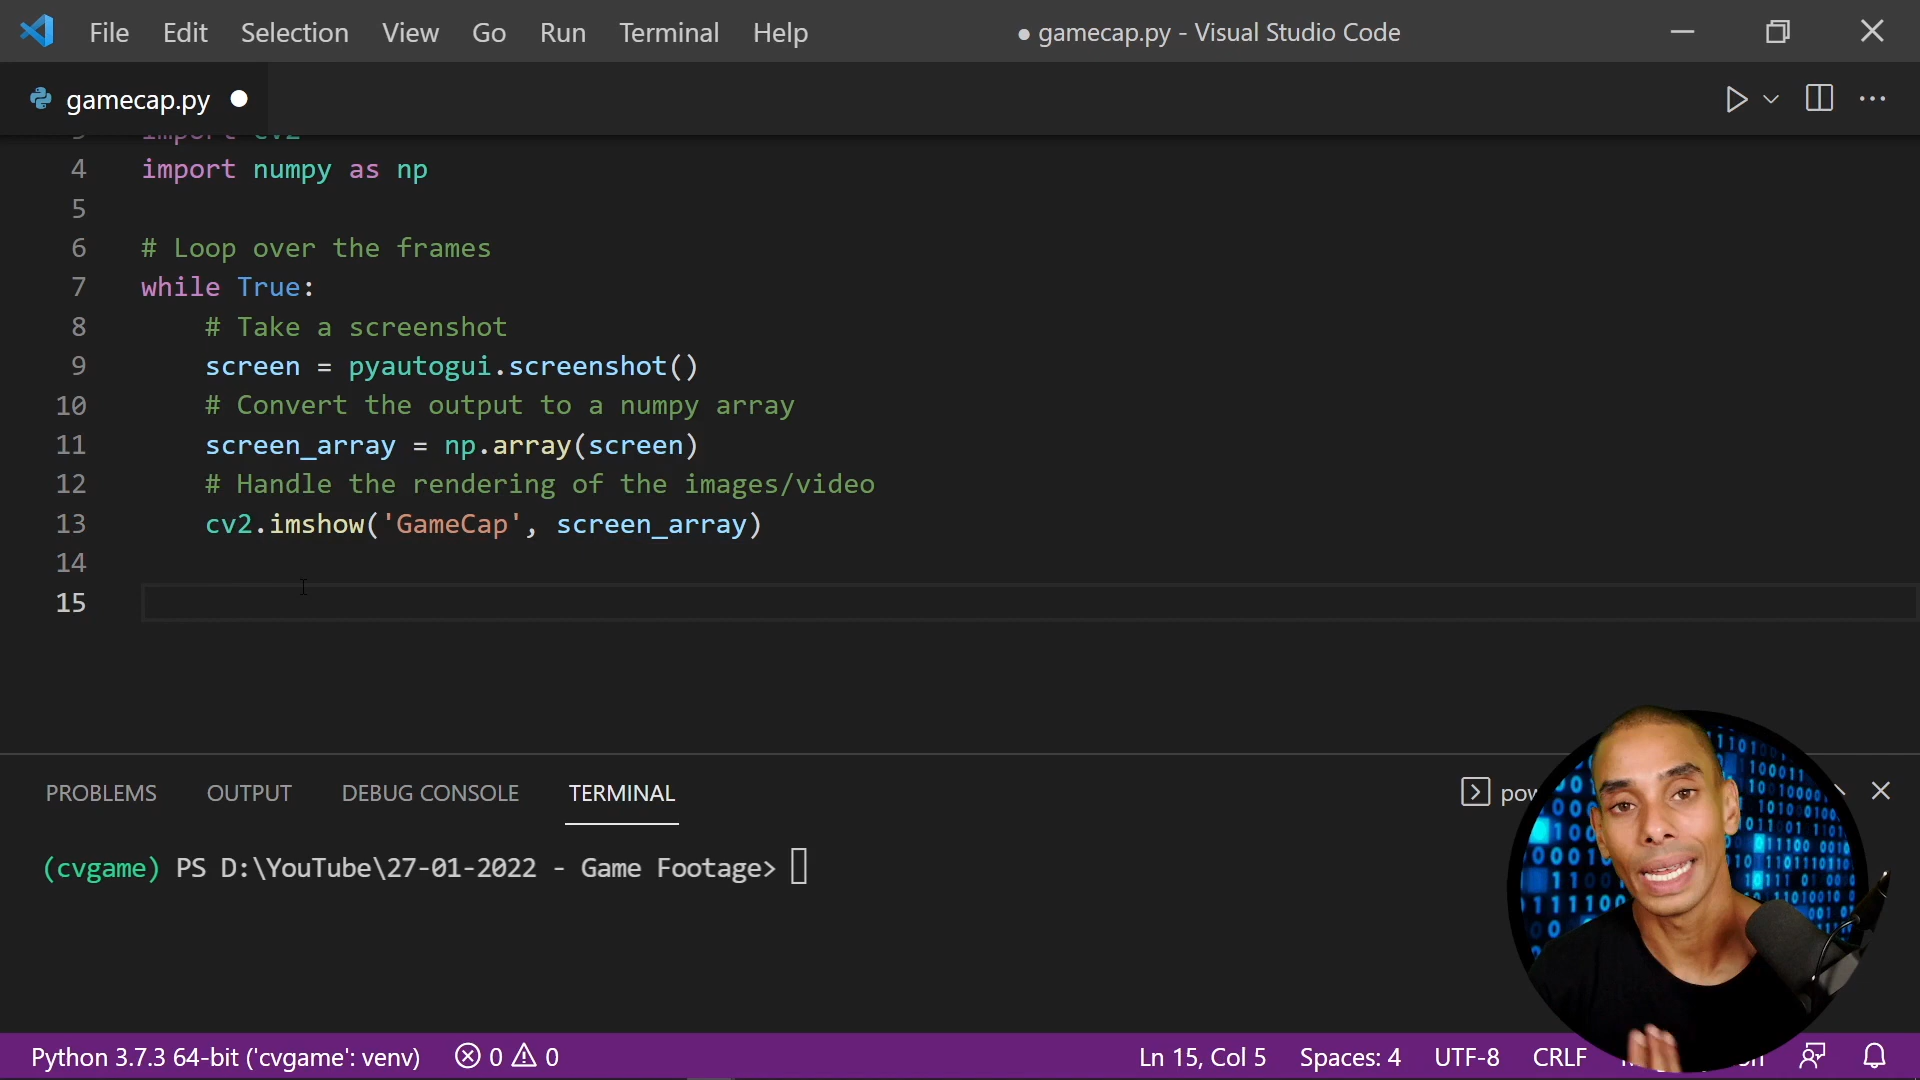 File Edit Selection View Go Run Terminal Help ● gamecap.py - Visual Studio Code
gamecap.py
import cv2
4 import numpy as np
5
6 # Loop over the frames
7 while True:
8 # Take a screenshot
9 screen = pyautogui.screenshot()
10 # Convert the output to a numpy array
11 screen_array = np.array(screen)
12 # Handle the rendering of the images/video
13 cv2.imshow('GameCap', screen_array)
14
15
PROBLEMS OUTPUT DEBUG CONSOLE TERMINAL pow
(cvgame) PS D:\YouTube\27-01-2022 - Game Footage>
Python 3.7.3 64-bit ('cvgame': venv) 0 0 Ln 15, Col 5 Spaces: 4 UTF-8 CRLF